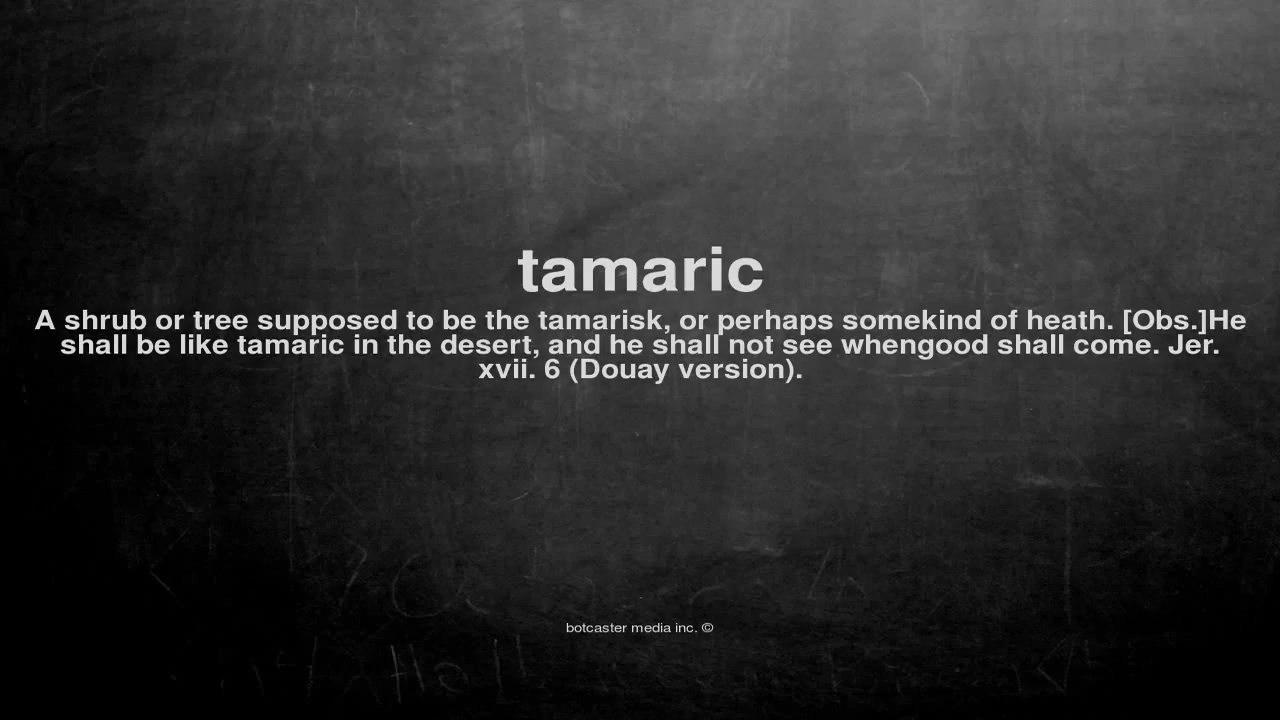 tamaric
A shrub or tree supposed to be the tamarisk, or perhaps somekind of heath. [Obs.]He
shall be like tamaric in the desert, and he shall not see whengood shall come. Jer.
xvii. 6 (Douay version).
botcaster media inc. ©